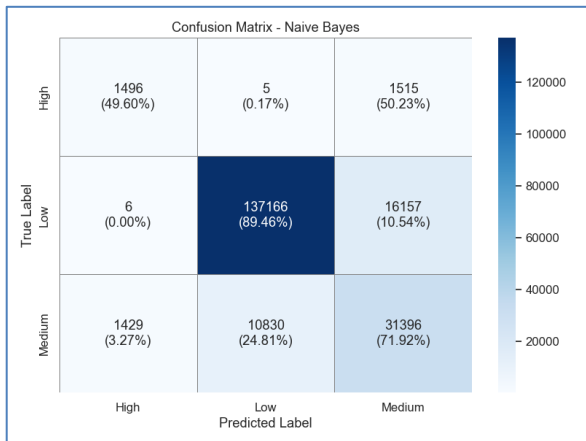 Confusion Matrix - Naive Bayes
High
1496
(49.60%)
5
(0.17%)
1515
(50.23%)
True Label
Low
6
(0.00%)
137166
(89.46%)
16157
(10.54%)
Medium
1429
(3.27%)
10830
(24.81%)
31396
(71.92%)
High
Low
Medium
Predicted Label
120000
100000
80000
60000
40000
20000